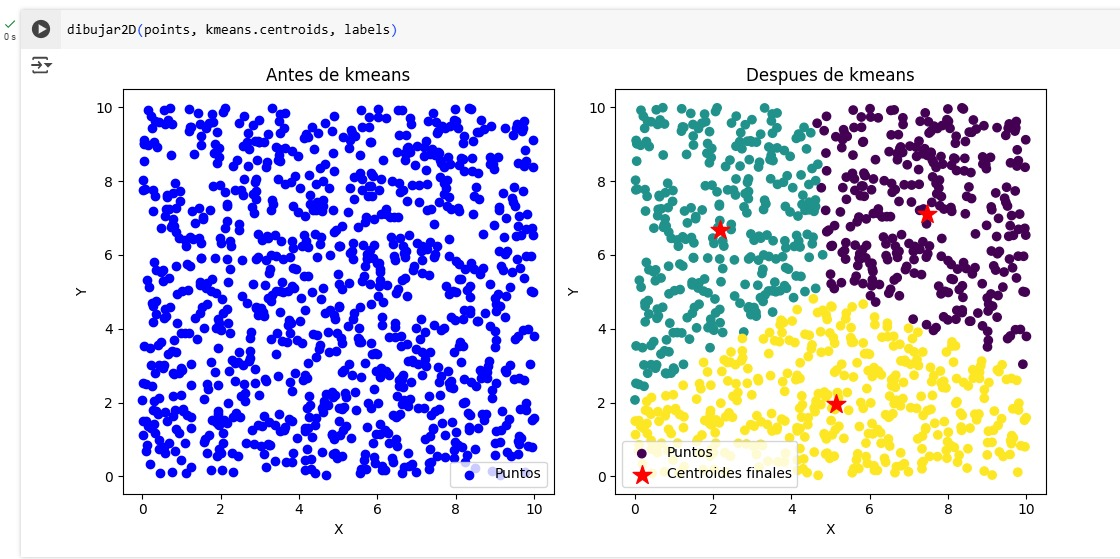 dibujar2D(points, kmeans.centroids, labels)
0 s
Antes de kmeans
Despues de kmeans
10
8
6
4
2
0
Y
Puntos
0 2 4 6 8 10
X
10
8
6
4
2
0
Y
Puntos
Centroides finales
0 2 4 6 8 10
X